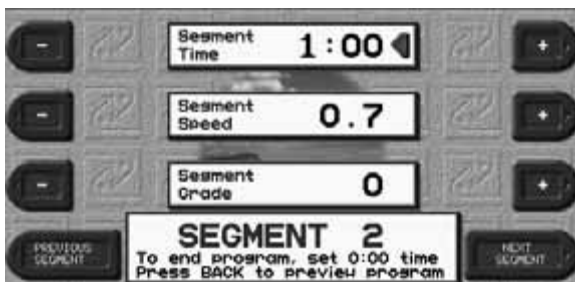 - Segment Time 1:00 +
- Segment Speed 0.7 +
- Segment Grade 0 +
PREVIOUS SEGMENT
SEGMENT 2
To end program, set 0:00 time
Press BACK to preview program
NEXT SEGMENT